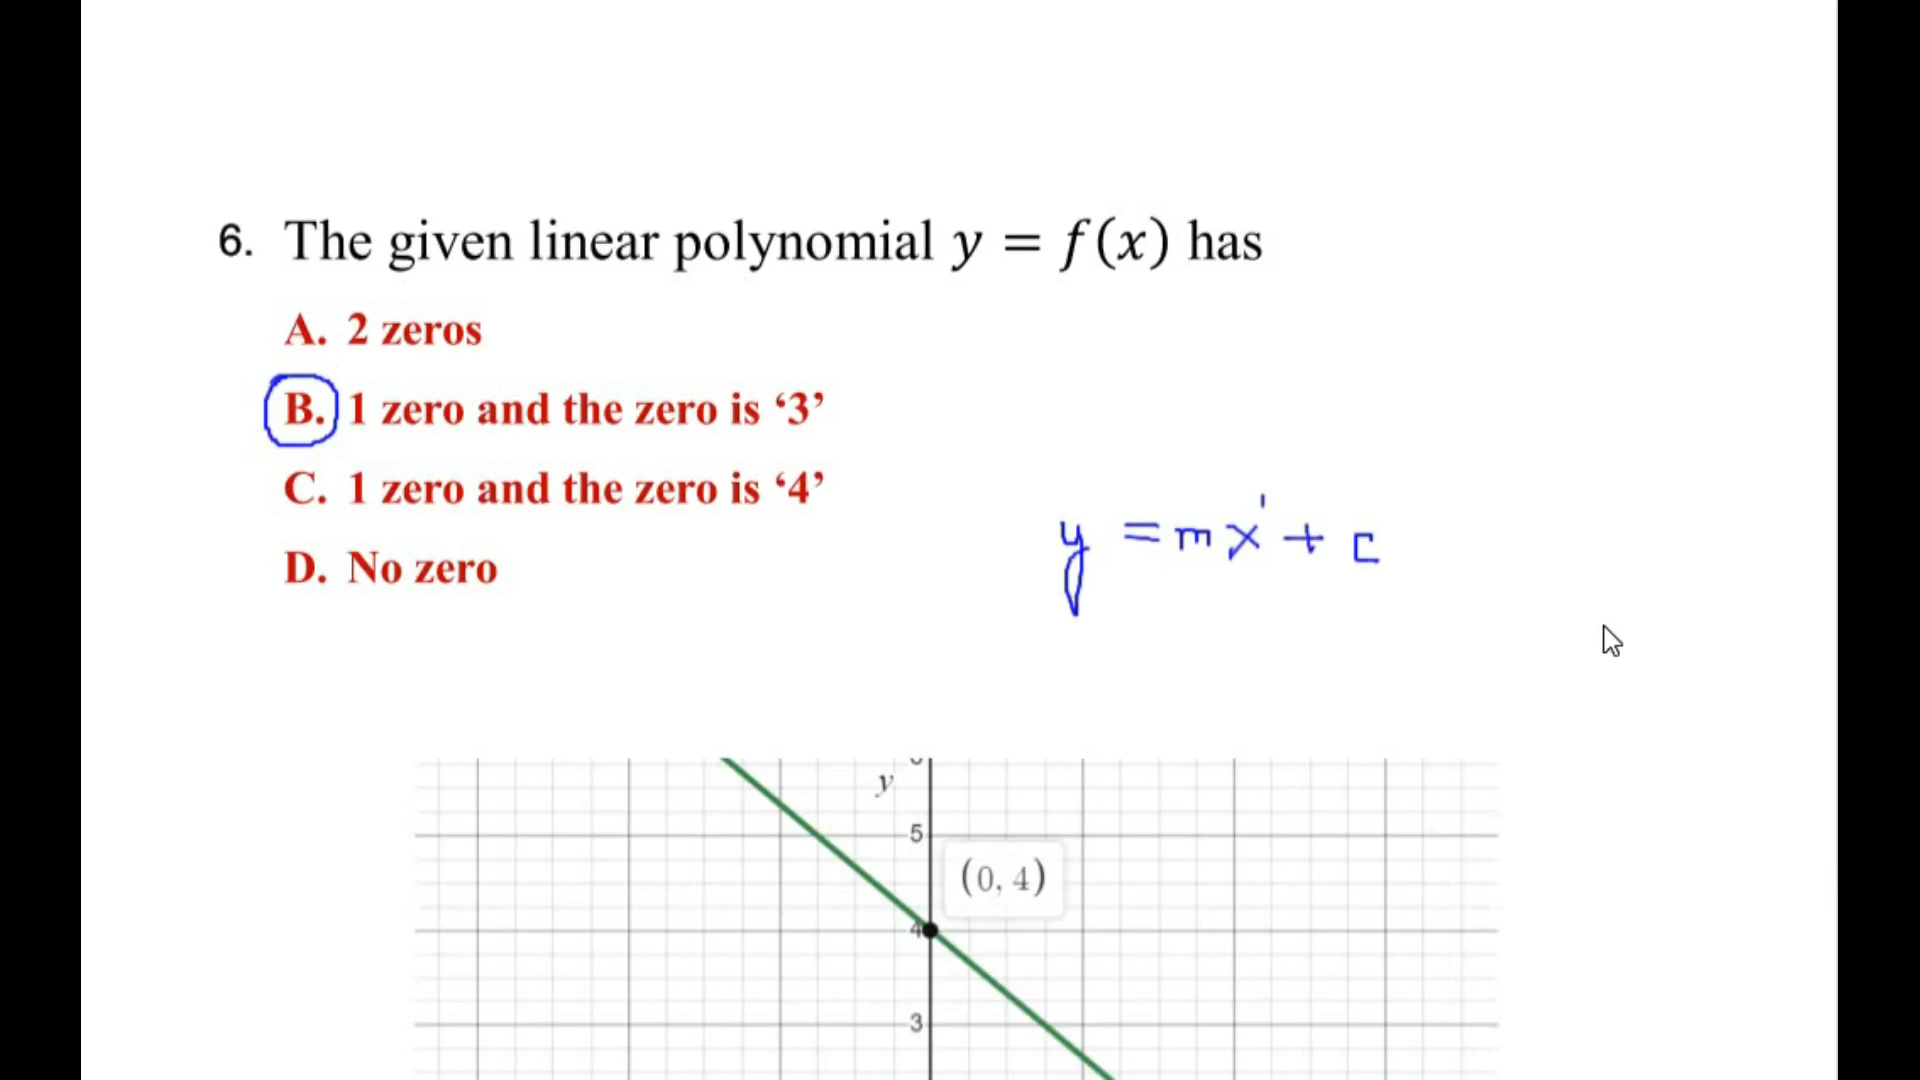 6. The given linear polynomial y = f(x) has
A. 2 zeros
B. 1 zero and the zero is ‘3’
C. 1 zero and the zero is ‘4’
D. No zero
y = mx¹ + c
y
5
(0, 4)
4
3